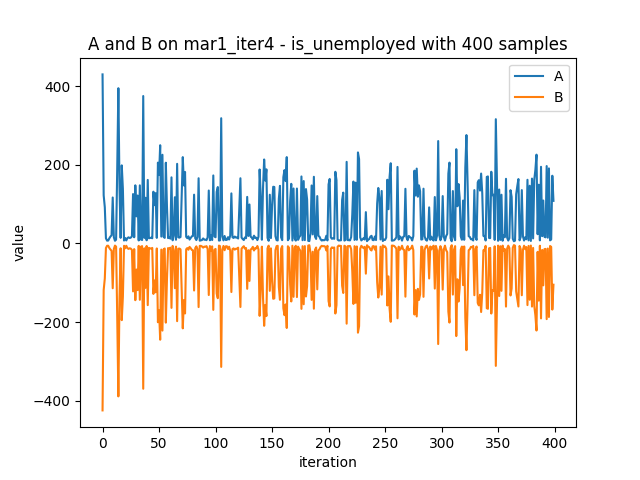 A and B on mar1_iter4 - is_unemployed with 400 samples
A
B
400
200
0
−200
−400
value
0
50
100
150
200
250
300
350
400
iteration